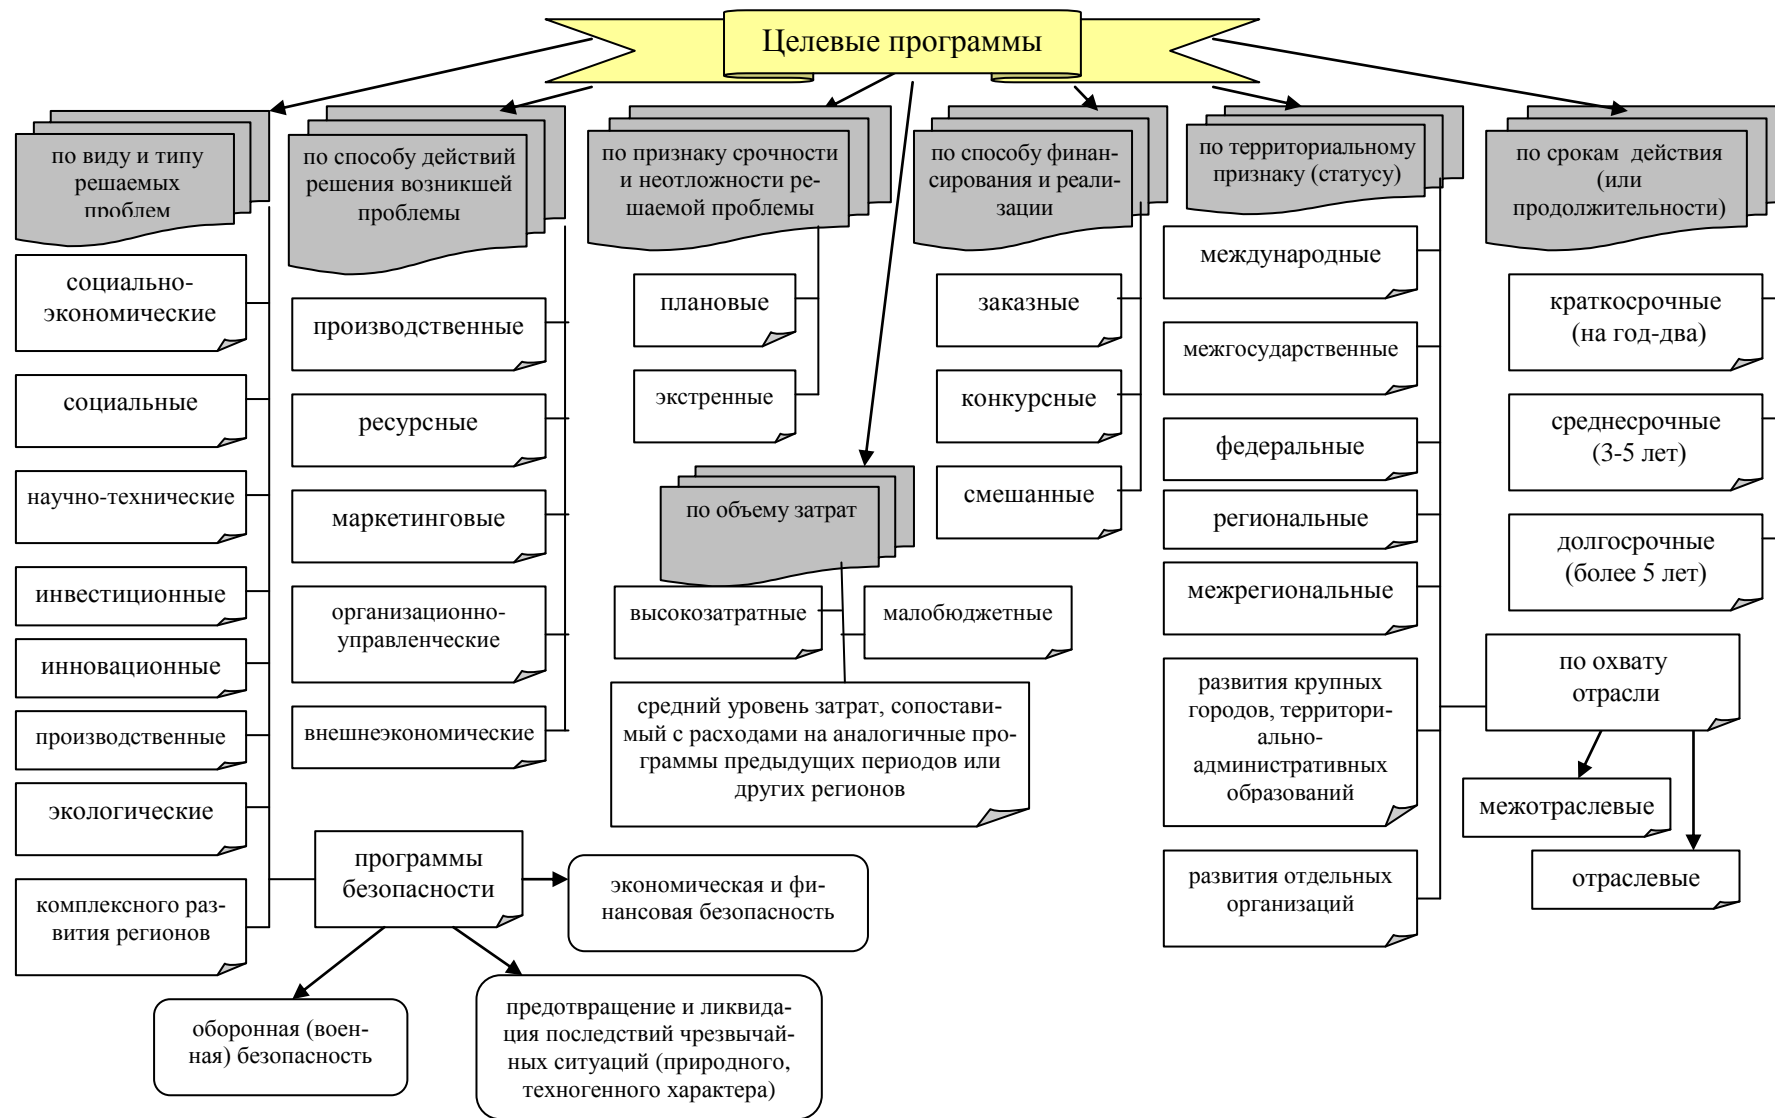 Целевые программы
по виду и типу
решаемых
проблем
социально-
экономические
социальные
научно-технические
инвестиционные
инновационные
производственные
экологические
комплексного раз-
вития регионов
программы
безопасности
экономическая и фи-
нансовая безопасность
оборонная (воен-
ная) безопасность
предотвращение и ликвида-
ция последствий чрезвычай-
ных ситуаций (природного,
техногенного характера)
по способу действий
решения возникшей
проблемы
производственные
ресурсные
маркетинговые
организационно-
управленческие
внешнеэкономические
по признаку срочности
и неотложности ре-
шаемой проблемы
плановые
экстренные
по объему затрат
высокозатратные
малобюджетные
средний уровень затрат, сопостави-
мый с расходами на аналогичные про-
граммы предыдущих периодов или
других регионов
по способу финан-
сирования и реали-
зации
заказные
конкурсные
смешанные
по территориальному
признаку (статусу)
международные
межгосударственные
федеральные
региональные
межрегиональные
развития крупных
городов, территори-
ально-
административных
образований
развития отдельных
организаций
по охвату
отрасли
межотраслевые
отраслевые
по срокам действия
(или
продолжительности)
краткосрочные
(на год-два)
среднесрочные
(3-5 лет)
долгосрочные
(более 5 лет)